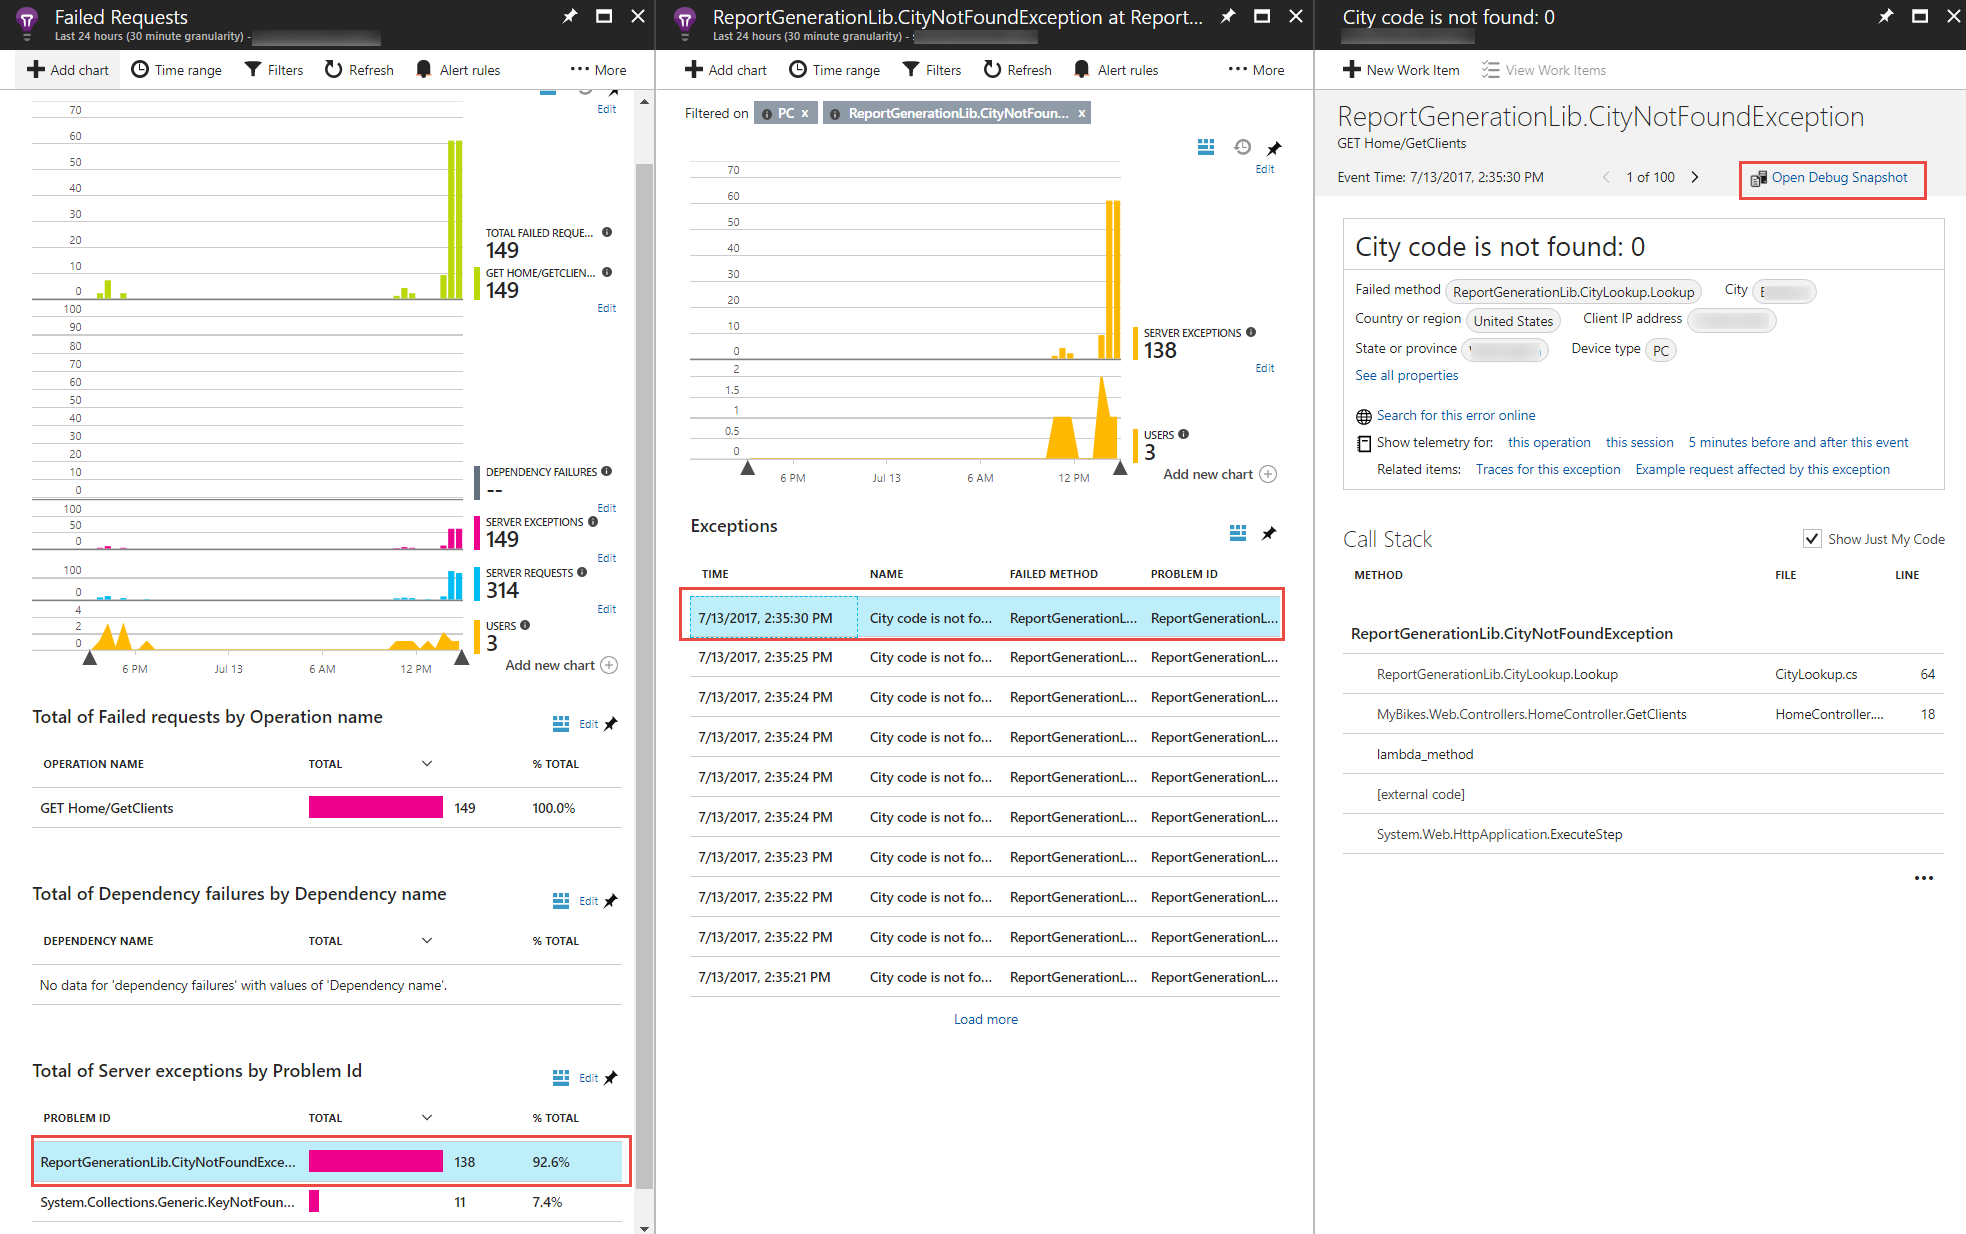 Failed Requests
Last 24 hours (30 minute granularity) -
Add chart
Time range
Filters
Refresh
Alert rules
More
Edit
70
60
50
40
30
20
10
0
TOTAL FAILED REQUE...
149
GET HOME/GETCLIEN...
149
Edit
100
90
80
70
60
50
40
30
20
10
0
DEPENDENCY FAILURES
--
Edit
100
50
0
SERVER EXCEPTIONS
149
Edit
100
0
SERVER REQUESTS
314
Edit
4
2
0
USERS
3
6 PM
Jul 13
6 AM
12 PM
Add new chart
Total of Failed requests by Operation name
Edit
OPERATION NAME TOTAL % TOTAL
GET Home/GetClients 149 100.0%
Total of Dependency failures by Dependency name
Edit
DEPENDENCY NAME TOTAL % TOTAL
No data for 'dependency failures' with values of 'Dependency name'.
Total of Server exceptions by Problem Id
Edit
PROBLEM ID TOTAL % TOTAL
ReportGenerationLib.CityNotFoundExce... 138 92.6%
System.Collections.Generic.KeyNotFoun... 11 7.4%
ReportGenerationLib.CityNotFoundException at Report...
Last 24 hours (30 minute granularity) -
Add chart
Time range
Filters
Refresh
Alert rules
More
Filtered on PC x ReportGenerationLib.CityNotFoun... x
Edit
70
60
50
40
30
20
10
0
SERVER EXCEPTIONS
138
Edit
2
1.5
1
0.5
0
USERS
3
6 PM
Jul 13
6 AM
12 PM
Add new chart
Exceptions
TIME NAME FAILED METHOD PROBLEM ID
7/13/2017, 2:35:30 PM City code is not fo... ReportGenerationL... ReportGenerationL...
7/13/2017, 2:35:25 PM City code is not fo... ReportGenerationL... ReportGenerationL...
7/13/2017, 2:35:24 PM City code is not fo... ReportGenerationL... ReportGenerationL...
7/13/2017, 2:35:24 PM City code is not fo... ReportGenerationL... ReportGenerationL...
7/13/2017, 2:35:24 PM City code is not fo... ReportGenerationL... ReportGenerationL...
7/13/2017, 2:35:24 PM City code is not fo... ReportGenerationL... ReportGenerationL...
7/13/2017, 2:35:23 PM City code is not fo... ReportGenerationL... ReportGenerationL...
7/13/2017, 2:35:22 PM City code is not fo... ReportGenerationL... ReportGenerationL...
7/13/2017, 2:35:22 PM City code is not fo... ReportGenerationL... ReportGenerationL...
7/13/2017, 2:35:21 PM City code is not fo... ReportGenerationL... ReportGenerationL...
Load more
City code is not found: 0
New Work Item
View Work Items
ReportGenerationLib.CityNotFoundException
GET Home/GetClients
Event Time: 7/13/2017, 2:35:30 PM
1 of 100
Open Debug Snapshot
City code is not found: 0
Failed method ReportGenerationLib.CityLookup.Lookup City
Country or region United States Client IP address
State or province Device type PC
See all properties
Search for this error online
Show telemetry for: this operation this session 5 minutes before and after this event
Related items: Traces for this exception Example request affected by this exception
Call Stack
Show Just My Code
METHOD FILE LINE
ReportGenerationLib.CityNotFoundException
ReportGenerationLib.CityLookup.Lookup CityLookup.cs 64
MyBikes.Web.Controllers.HomeController.GetClients HomeController.... 18
lambda_method
[external code]
System.Web.HttpApplication.ExecuteStep
...